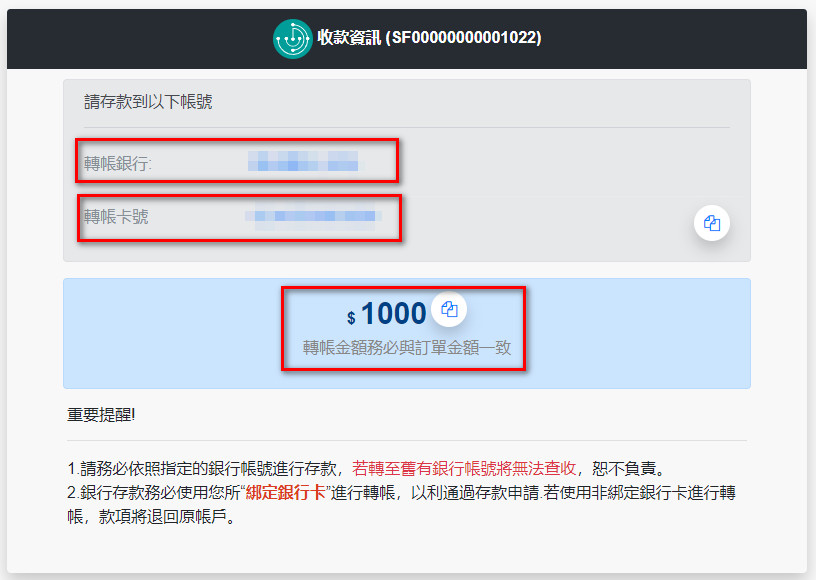 收款資訊 (SF00000000001022)
請存款到以下帳號
轉帳銀行:
轉帳卡號
$ 1000
轉帳金額務必與訂單金額一致
重要提醒!
1.請務必依照指定的銀行帳號進行存款，若轉至舊有銀行帳號將無法查收，恕不負責。
2.銀行存款務必使用您所“綁定銀行卡”進行轉帳，以利通過存款申請.若使用非綁定銀行卡進行轉
帳，款項將退回原帳戶。